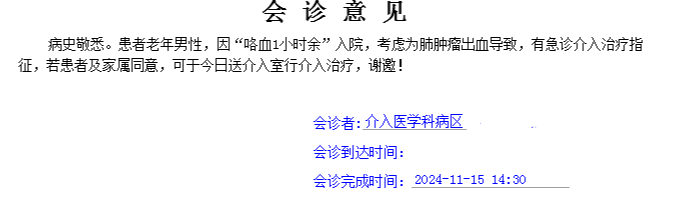 会 诊 意 见
病史敬悉。患者老年男性，因“咯血1小时余”入院，考虑为肺肿瘤出血导致，有急诊介入治疗指
征，若患者及家属同意，可于今日送介入室行介入治疗，谢邀！
会诊者：介入医学科病区
会诊到达时间：
会诊完成时间：2024-11-15 14:30